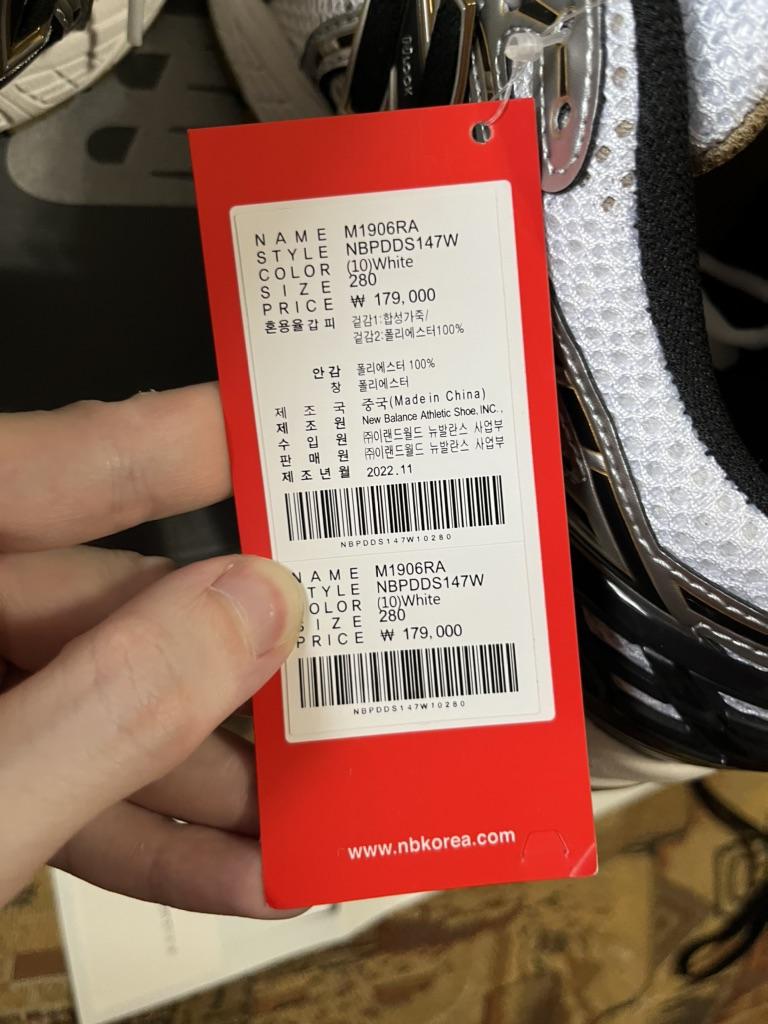 NAME M1906RA
STYLE NBPDDS147W
COLOR (10)White
SIZE 280
PRICE ₩ 179,000
혼용율갑피 겉감1:합성가죽/
겉감2:폴리에스터100%
안감 폴리에스터 100%
창 폴리에스터
제조국 중국(Made in China)
제조원 New Balance Athletic Shoe, INC.,
수입원 ㈜이랜드월드 뉴발란스 사업부
판매원 ㈜이랜드월드 뉴발란스 사업부
제조년월 2022.11
NBPDDS147W10280
NAME M1906RA
TYLE NBPDDS147W
OLOR (10)White
IZE 280
PRICE ₩ 179,000
NBPDDS147W10280
www.nbkorea.com